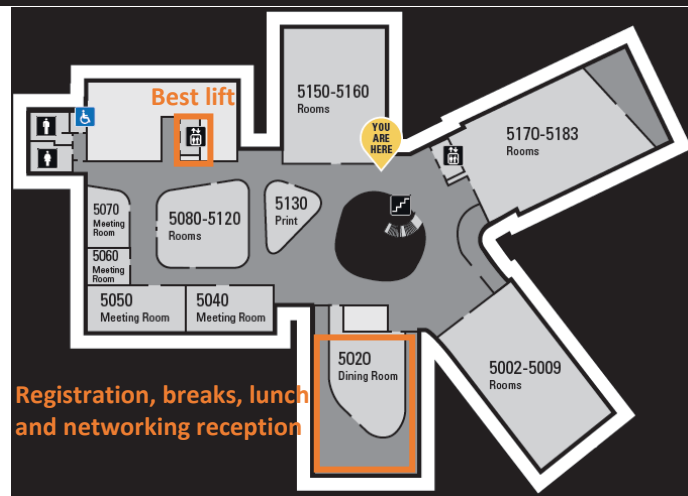 Best lift
5150-5160
Rooms
YOU
ARE
HERE
5170-5183
Rooms
5070
Meeting
Room
5080-5120
Rooms
5130
Print
5060
Meeting
Room
5050
Meeting Room
5040
Meeting Room
5020
Dining Room
5002-5009
Rooms
Registration, breaks, lunch
and networking reception